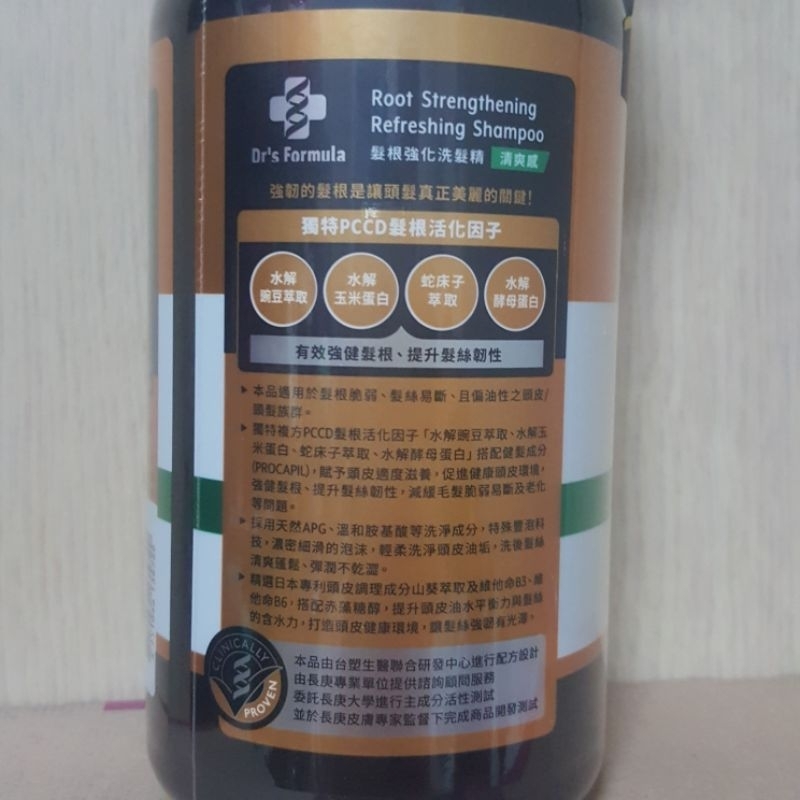 Dr's Formula
Root Strengthening
Refreshing Shampoo
髮根強化洗髮精 清爽感
強韌的髮根是讓頭髮真正美麗的關鍵!
獨特PCCD髮根活化因子
水解
豌豆萃取
水解
玉米蛋白
蛇床子
萃取
水解
酵母蛋白
有效強健髮根、提升髮絲韌性
本品適用於髮根脆弱、髮絲易斷、且偏油性之頭皮/
頭髮族群。
獨特複方PCCD髮根活化因子「水解豌豆萃取、水解玉
米蛋白、蛇床子萃取、水解酵母蛋白」搭配健髮成分
(PROCAPIL),賦予頭皮適度滋養,促進健康頭皮環境,
強健髮根、提升髮絲韌性,減緩毛髮脆弱易斷及老化
等問題。
採用天然APG、溫和胺基酸等洗淨成分,特殊豐泡科
技,濃密細滑的泡沫,輕柔洗淨頭皮油垢,洗後髮絲
清爽蓬鬆、彈潤不乾澀。
精選日本專利頭皮調理成分山葵萃取及維他命B3、維
他命B6,搭配赤藻糖醇,提升頭皮油水平衡力與髮絲
的含水力,打造頭皮健康環境,讓髮絲強韌有光澤。
CLINICALLY
PROVEN
本品由台塑生醫聯合研發中心進行配方設計
由長庚專業單位提供諮詢顧問服務
委託長庚大學進行主成分活性測試
並於長庚皮膚專家監督下完成商品開發測試